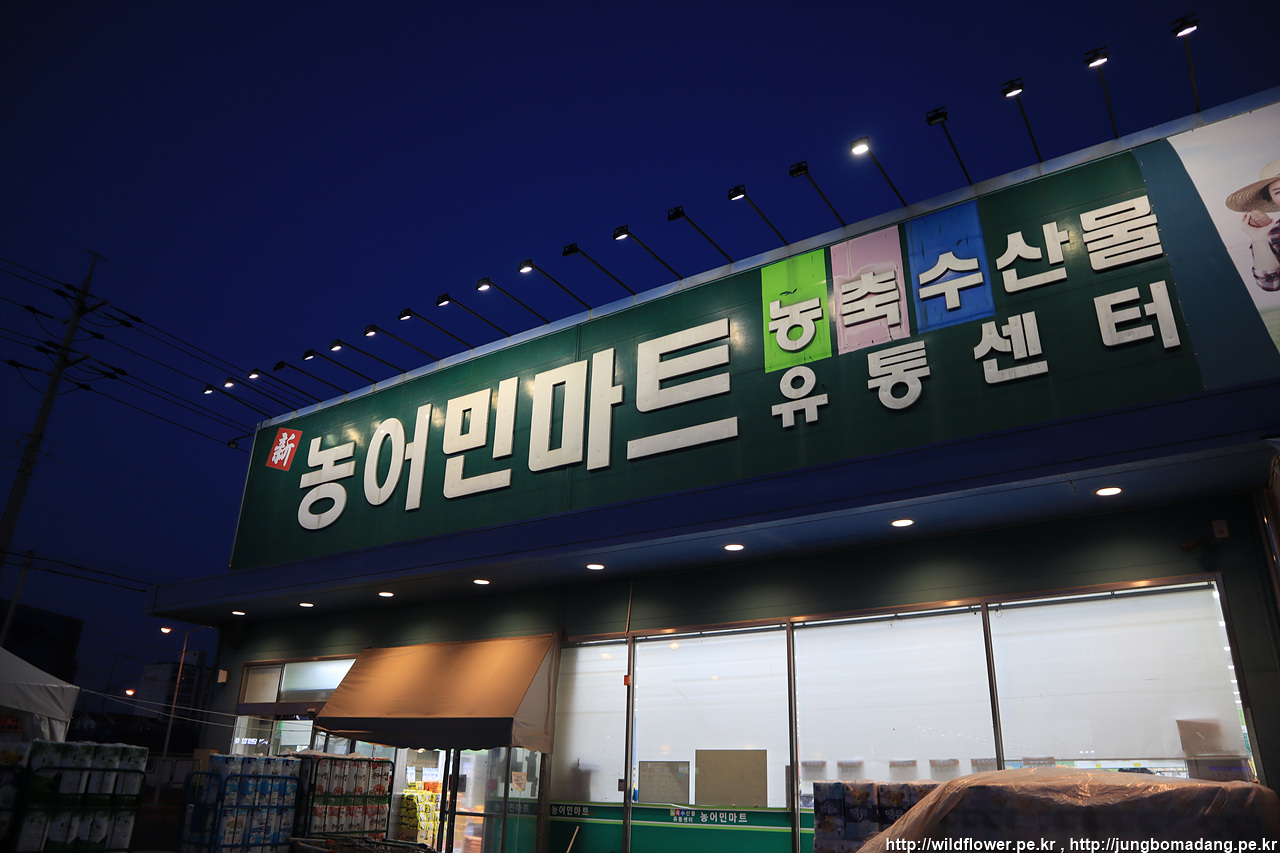 新 농어민마트
농축수산물
유통센터
농어민마트
농축수산물
유통센터
농어민마트
http://wildflower.pe.kr , http://jungbomadang.pe.kr